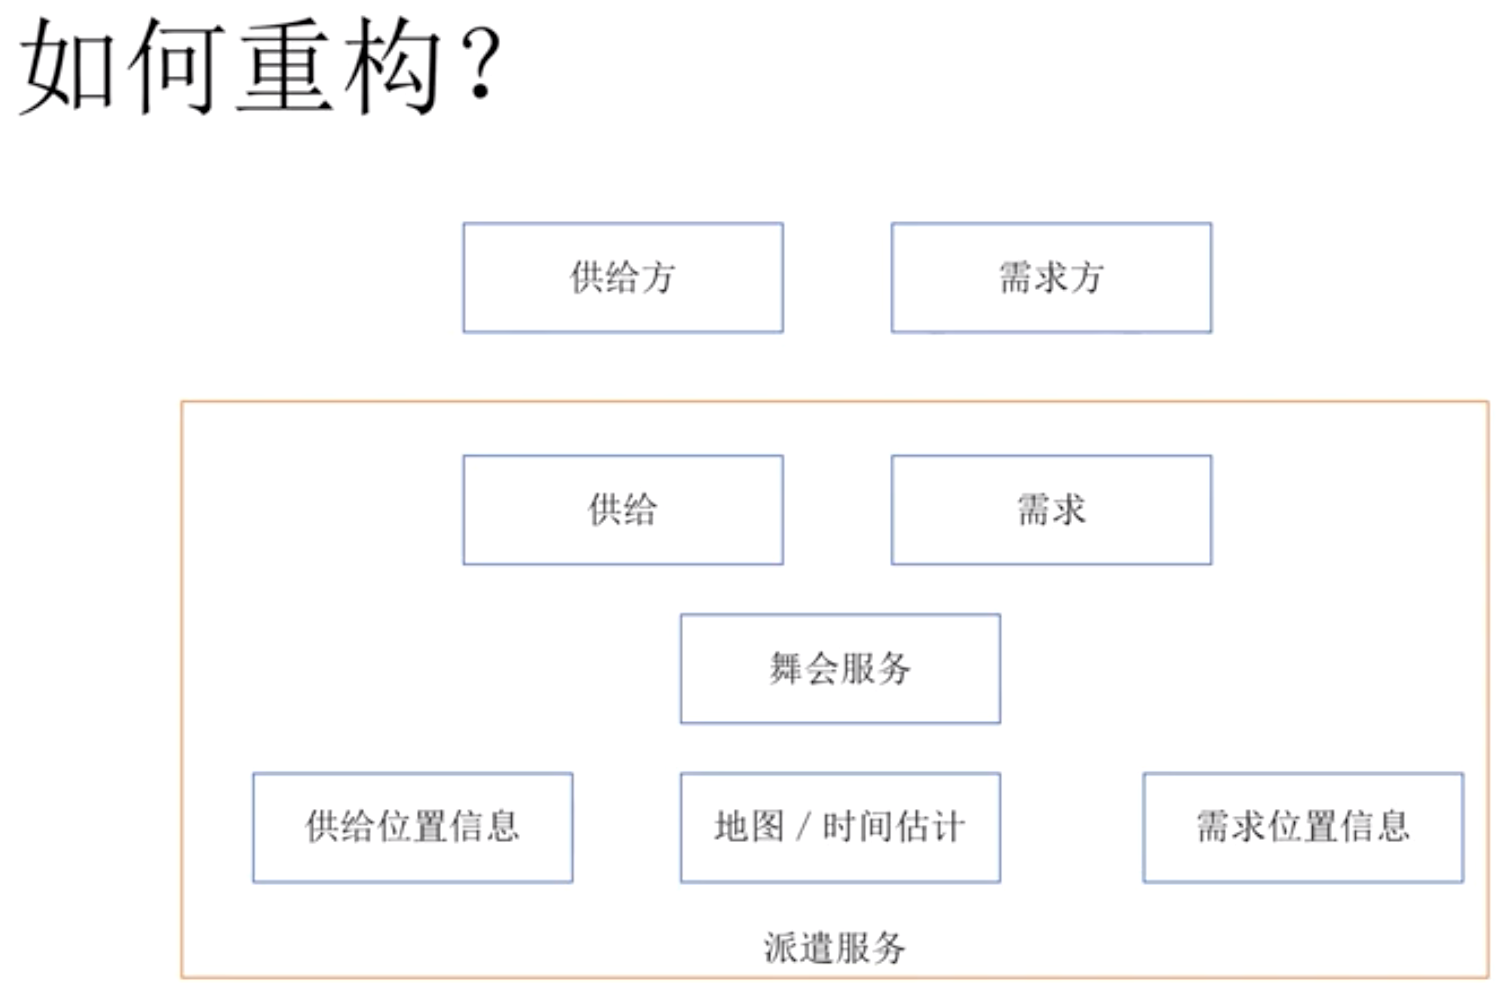 如何重构?
供给方
需求方
供给
需求
舞会服务
供给位置信息
地图 / 时间估计
需求位置信息
派遣服务